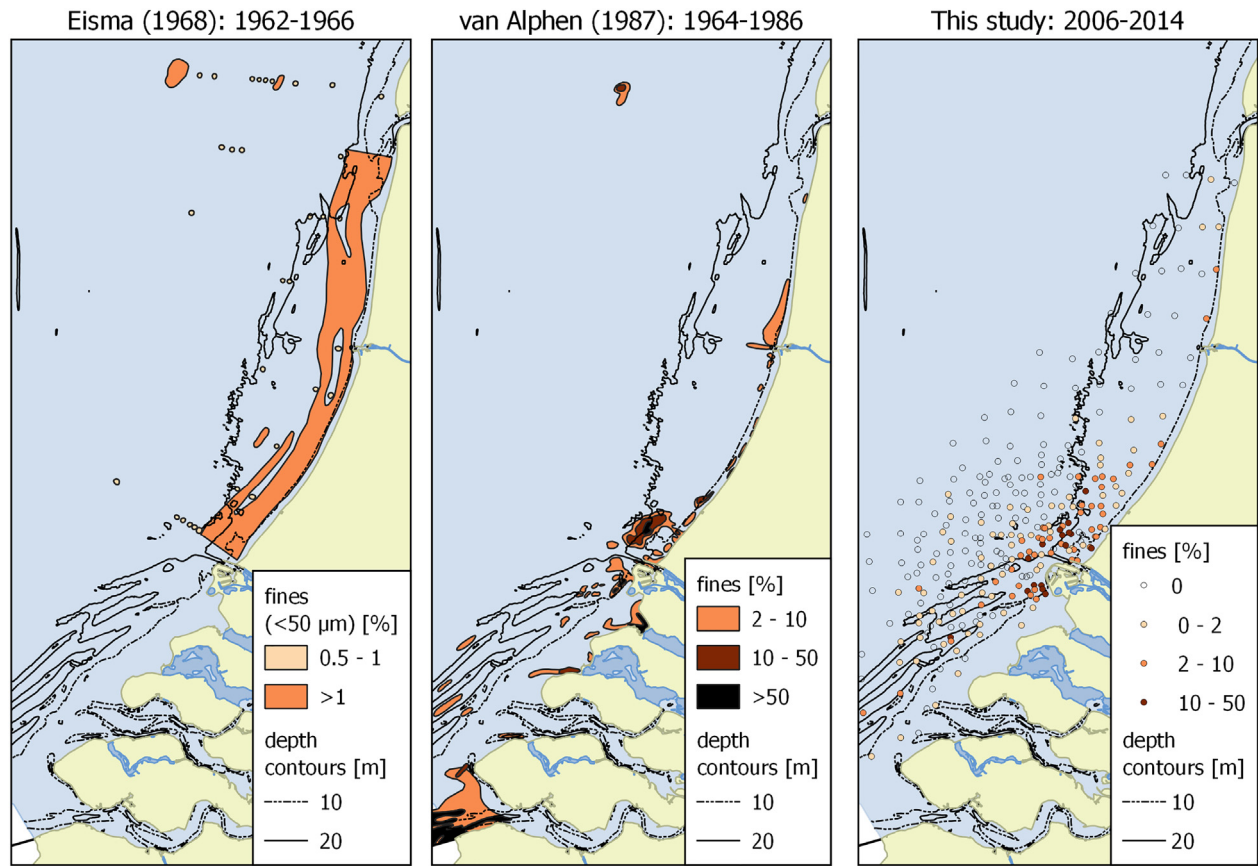 Eisma (1968): 1962-1966
fines
(<50 μm) [%]
0.5 - 1
>1
depth
contours [m]
10
20
van Alphen (1987): 1964-1986
fines [%]
2 - 10
10 - 50
>50
depth
contours [m]
10
20
This study: 2006-2014
fines [%]
0
0 - 2
2 - 10
10 - 50
depth
contours [m]
10
20